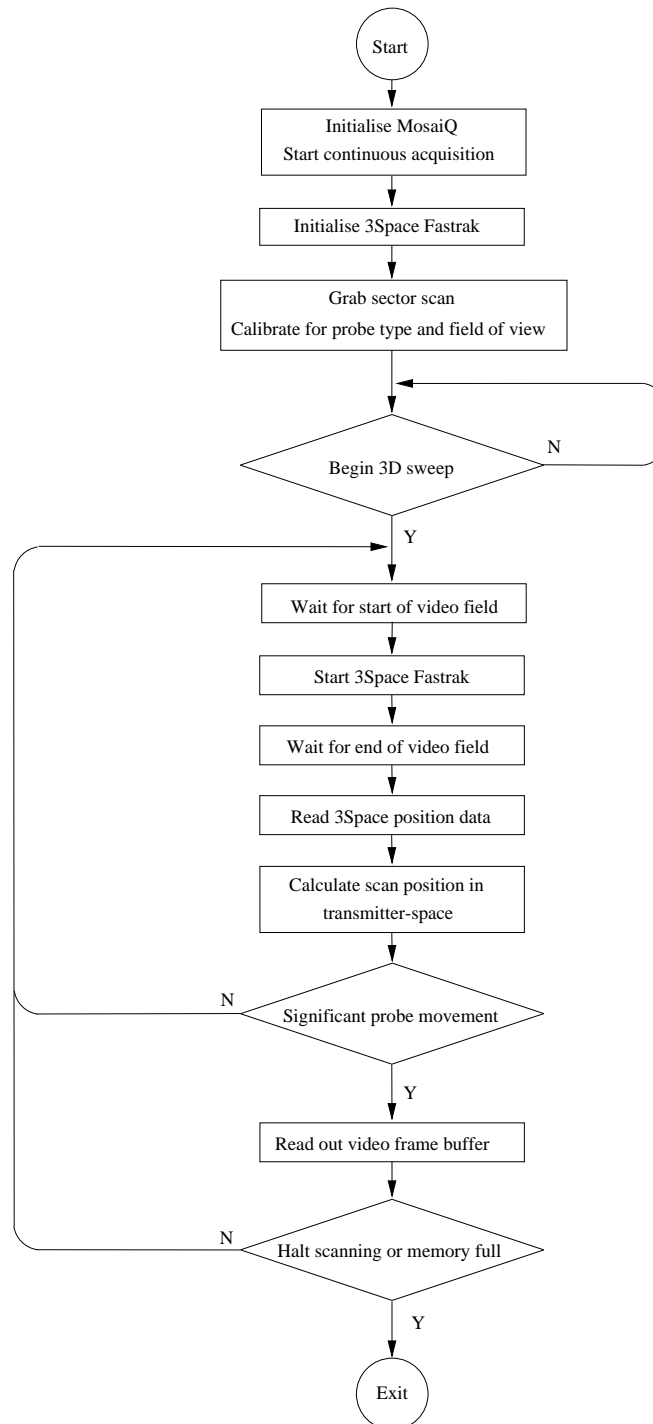 Start
Initialise MosaiQ
Start continuous acquisition
Initialise 3Space Fastrak
Grab sector scan
Calibrate for probe type and field of view
Begin 3D sweep
N
Y
Wait for start of video field
Start 3Space Fastrak
Wait for end of video field
Read 3Space position data
Calculate scan position in
transmitter-space
N
Significant probe movement
Y
Read out video frame buffer
N
Halt scanning or memory full
Y
Exit